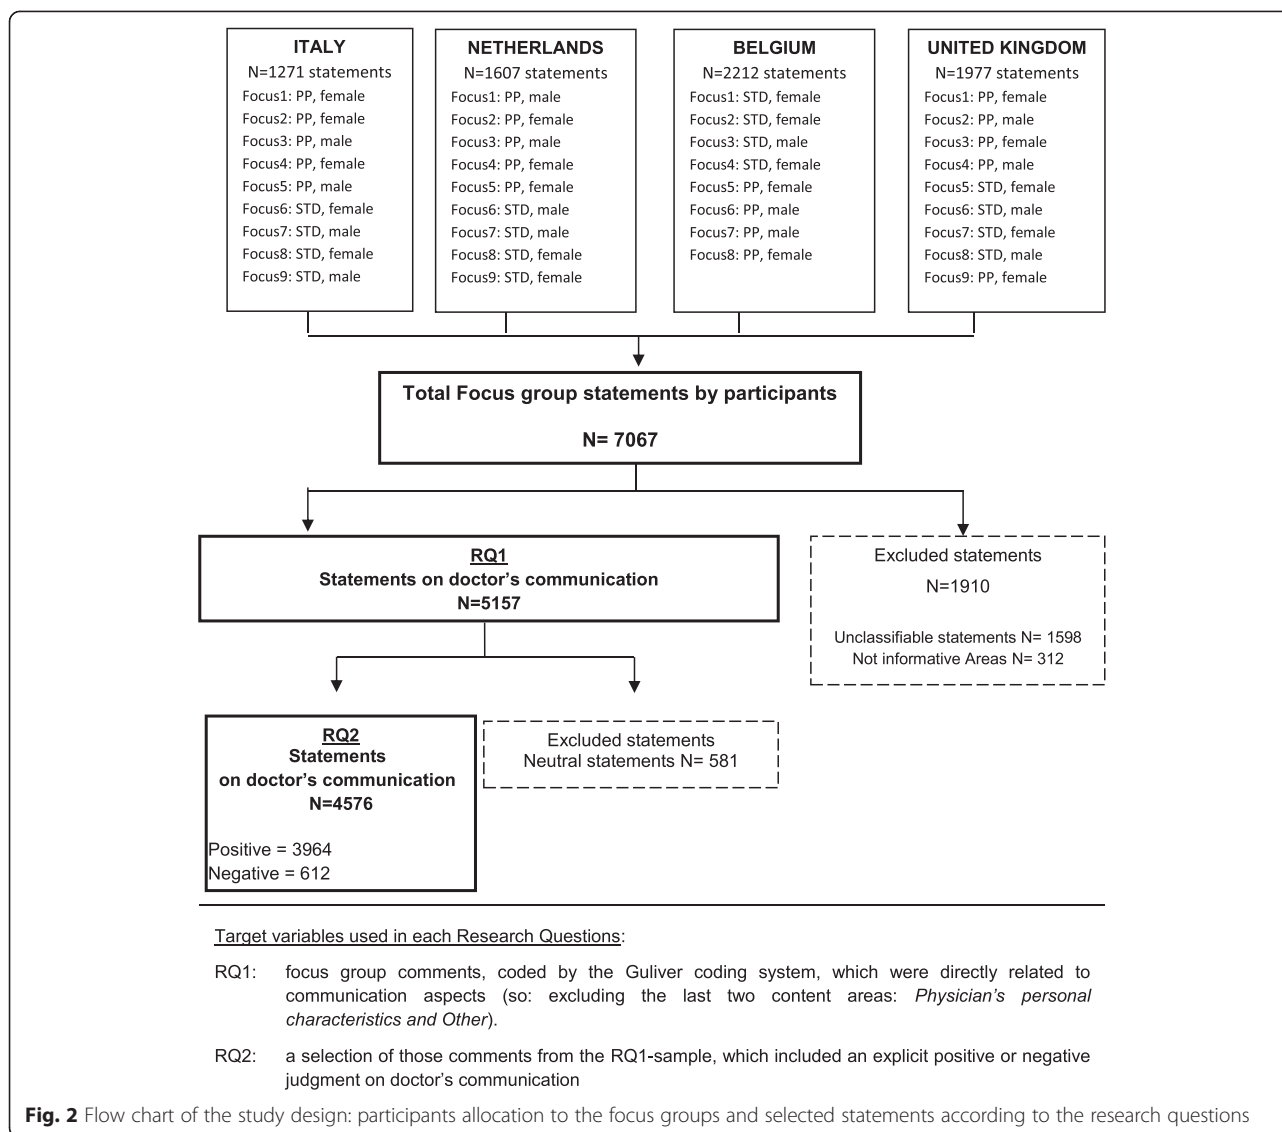 ITALY
N=1271 statements
Focus1: PP, female
Focus2: PP, female
Focus3: PP, male
Focus4: PP, female
Focus5: PP, male
Focus6: STD, female
Focus7: STD, male
Focus8: STD, female
Focus9: STD, male
NETHERLANDS
N=1607 statements
Focus1: PP, male
Focus2: PP, female
Focus3: PP, male
Focus4: PP, female
Focus5: PP, female
Focus6: STD, male
Focus7: STD, male
Focus8: STD, female
Focus9: STD, female
BELGIUM
N=2212 statements
Focus1: STD, female
Focus2: STD, female
Focus3: STD, male
Focus4: STD, female
Focus5: PP, female
Focus6: PP, male
Focus7: PP, male
Focus8: PP, female
UNITED KINGDOM
N=1977 statements
Focus1: PP, female
Focus2: PP, male
Focus3: PP, female
Focus4: PP, male
Focus5: STD, female
Focus6: STD, male
Focus7: STD, female
Focus8: STD, male
Focus9: PP, female
Total Focus group statements by participants
N= 7067
RQ1
Statements on doctor's communication
N=5157
Excluded statements
N=1910
Unclassifiable statements N= 1598
Not informative Areas N= 312
RQ2
Statements
on doctor's communication
N=4576
Positive = 3964
Negative = 612
Excluded statements
Neutral statements N= 581
Target variables used in each Research Questions:
RQ1: focus group comments, coded by the Guliver coding system, which were directly related to
communication aspects (so: excluding the last two content areas: Physician's personal
characteristics and Other).
RQ2: a selection of those comments from the RQ1-sample, which included an explicit positive or negative
judgment on doctor's communication
Fig. 2 Flow chart of the study design: participants allocation to the focus groups and selected statements according to the research questions